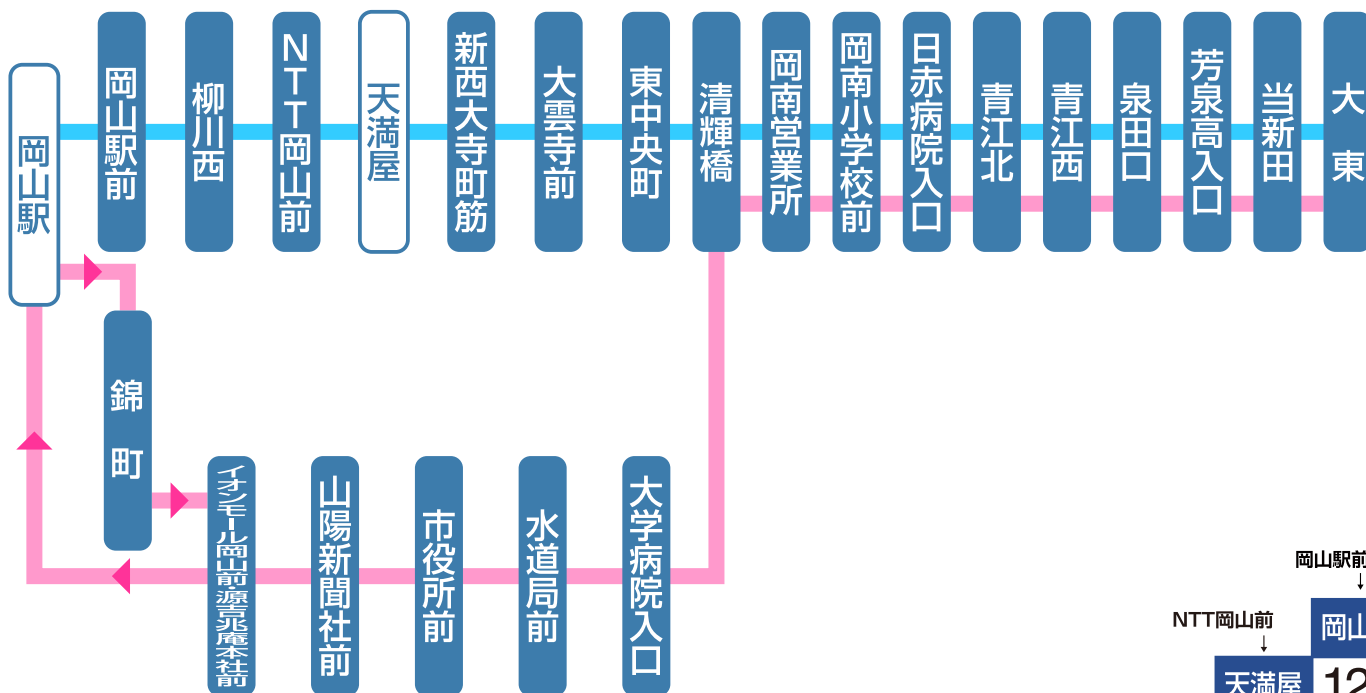 岡山駅
岡山駅前
柳川西
NTT岡山前
天満屋
新西大寺町筋
大雲寺前
東中央町
清輝橋
岡南営業所
岡南小学校前
日赤病院入口
青江北
青江西
泉田口
芳泉高入口
当新田
大東
錦町
イオンモール岡山前・源吉兆庵本社前
山陽新聞社前
市役所前
水道局前
大学病院入口
岡山駅前
NTT岡山前
岡山
天満屋
12